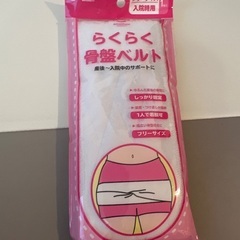 入院時用
らくらく
骨盤ベルト
産後〜入院中のサポートに
しっかり固定
1人で着脱可
フリーサイズ